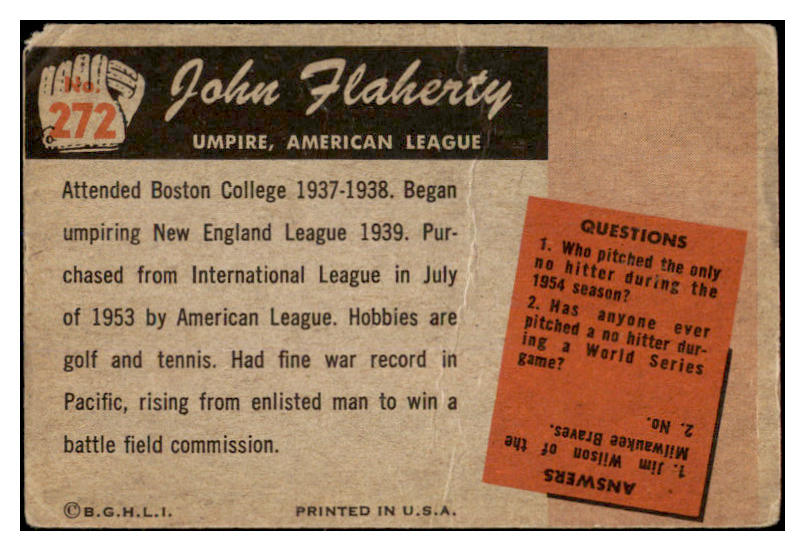 No.
272
John Flaherty
UMPIRE, AMERICAN LEAGUE
Attended Boston College 1937-1938. Began
umpiring New England League 1939. Pur-
chased from International League in July
of 1953 by American League. Hobbies are
golf and tennis. Had fine war record in
Pacific, rising from enlisted man to win a
battle field commission.
QUESTIONS
1. Who pitched the only
no hitter during the
1954 season?
2. Has anyone ever
pitched a no hitter dur-
ing a World Series
game?
ANSWERS
1. Jim Wilson of the
Milwaukee Braves.
2. No.
©B.G.H.L.I.
PRINTED IN U.S.A.